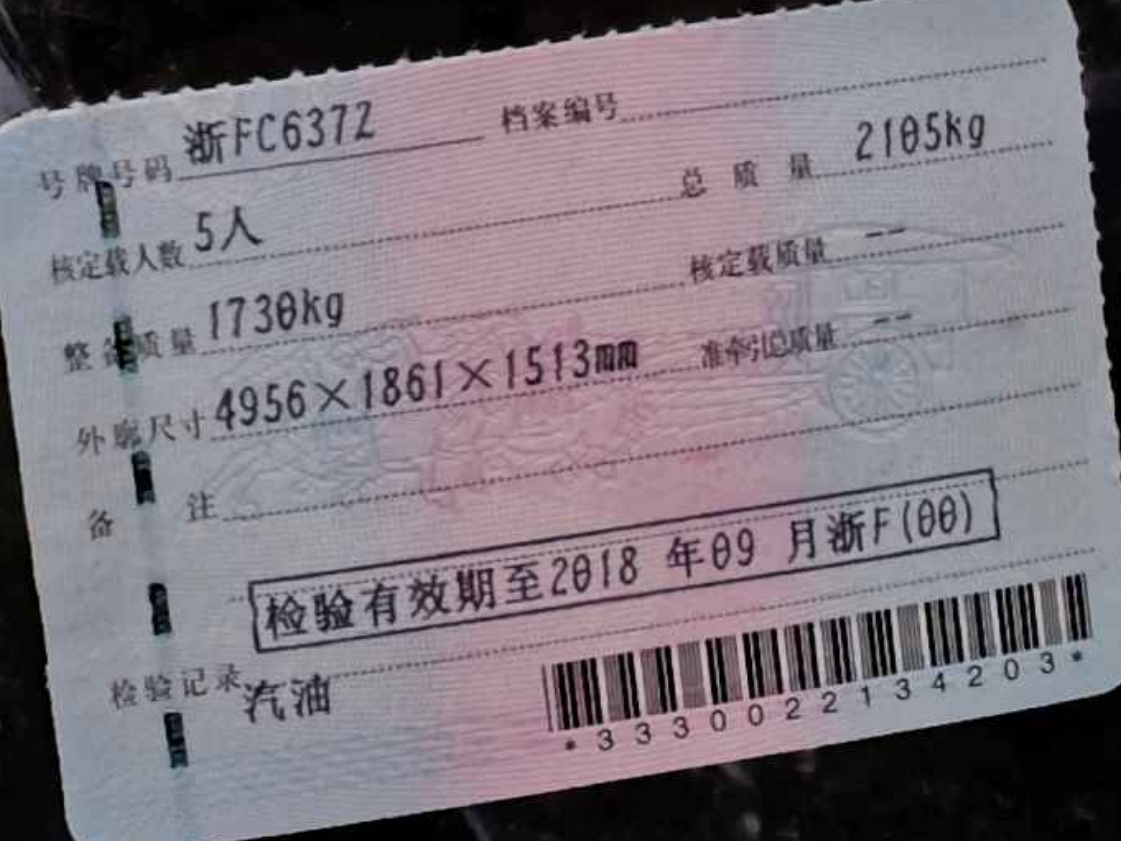 号牌号码 浙FC6372 档案编号
核定载人数 5人 总质量 2105kg
整备质量 1730kg 核定载质量 --
外廓尺寸 4956×1861×1513mm 准牵引总质量 --
备注
检验有效期至2018 年09 月浙F(00)
检验记录 汽油
*3330022134203*